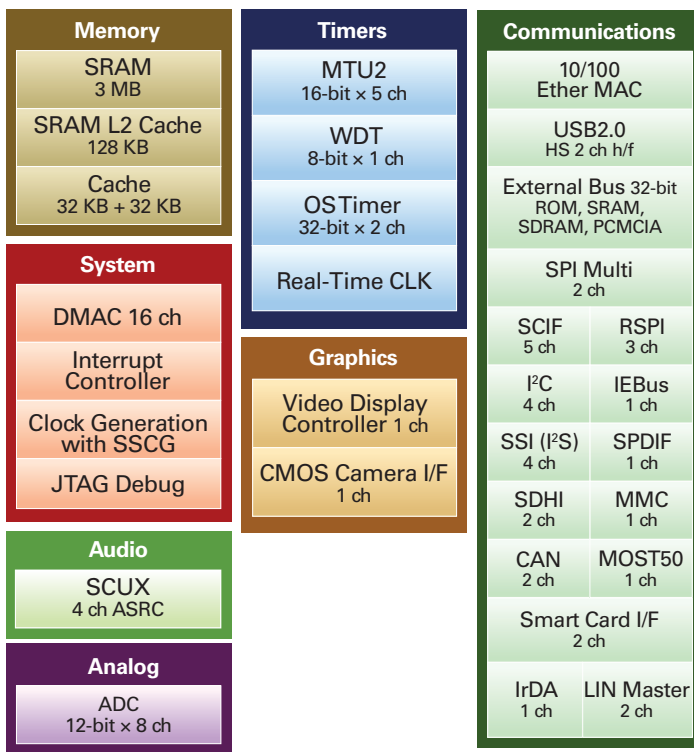 Memory
SRAM
3 MB
SRAM L2 Cache
128 KB
Cache
32 KB + 32 KB
System
DMAC 16 ch
Interrupt
Controller
Clock Generation
with SSCG
JTAG Debug
Audio
SCUX
4 ch ASRC
Analog
ADC
12-bit × 8 ch
Timers
MTU2
16-bit × 5 ch
WDT
8-bit × 1 ch
OS Timer
32-bit × 2 ch
Real-Time CLK
Graphics
Video Display
Controller 1 ch
CMOS Camera I/F
1 ch
Communications
10/100
Ether MAC
USB2.0
HS 2 ch h/f
External Bus 32-bit
ROM, SRAM,
SDRAM, PCMCIA
SPI Multi
2 ch
SCIF
5 ch
RSPI
3 ch
I²C
4 ch
IEBus
1 ch
SSI (I²S)
4 ch
SPDIF
1 ch
SDHI
2 ch
MMC
1 ch
CAN
2 ch
MOST50
1 ch
Smart Card I/F
2 ch
IrDA
1 ch
LIN Master
2 ch